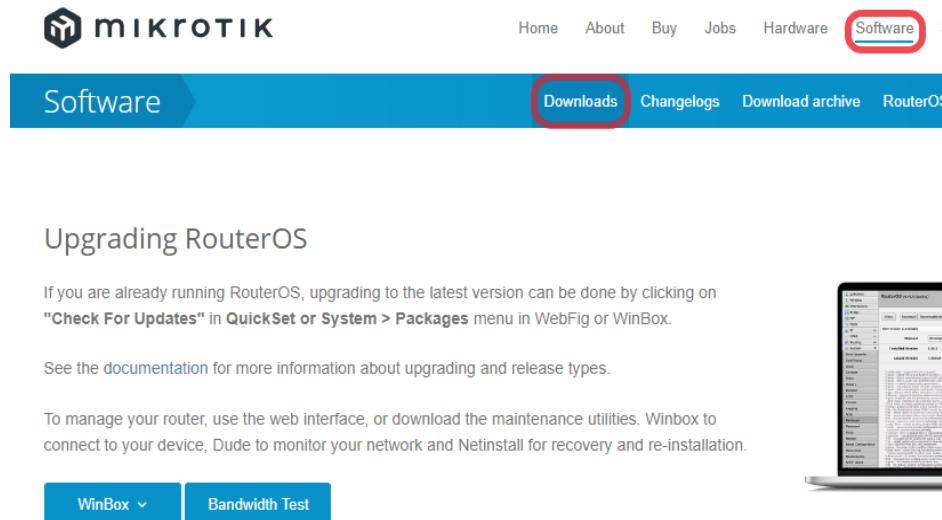 mikrotik
Home About Buy Jobs Hardware Software
Software
Downloads Changelogs Download archive RouterOS
Upgrading RouterOS
If you are already running RouterOS, upgrading to the latest version can be done by clicking on
"Check For Updates" in QuickSet or System > Packages menu in WebFig or WinBox.
See the documentation for more information about upgrading and release types.
To manage your router, use the web interface, or download the maintenance utilities. Winbox to
connect to your device, Dude to monitor your network and Netinstall for recovery and re-installation.
WinBox Bandwidth Test